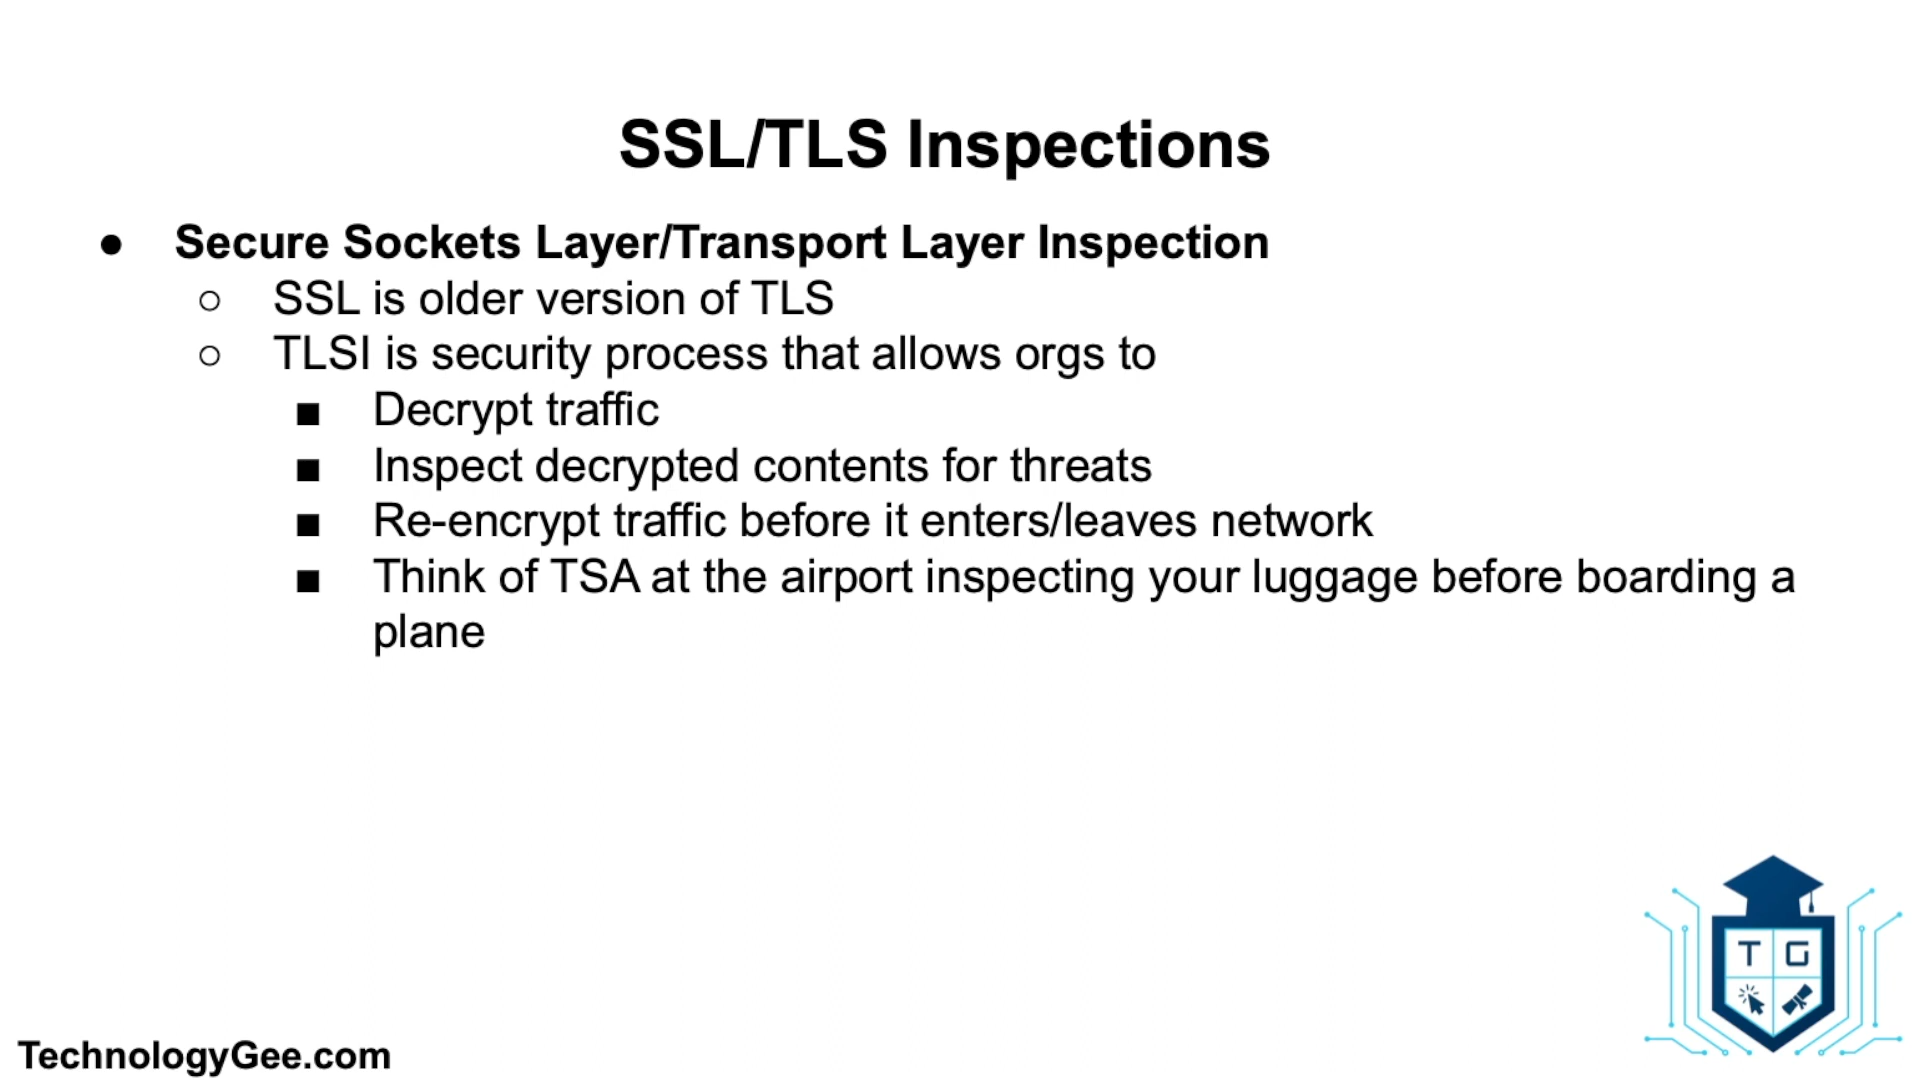 SSL/TLS Inspections
● Secure Sockets Layer/Transport Layer Inspection
○ SSL is older version of TLS
○ TLSI is security process that allows orgs to
■ Decrypt traffic
■ Inspect decrypted contents for threats
■ Re-encrypt traffic before it enters/leaves network
■ Think of TSA at the airport inspecting your luggage before boarding a
plane
T G
TechnologyGee.com